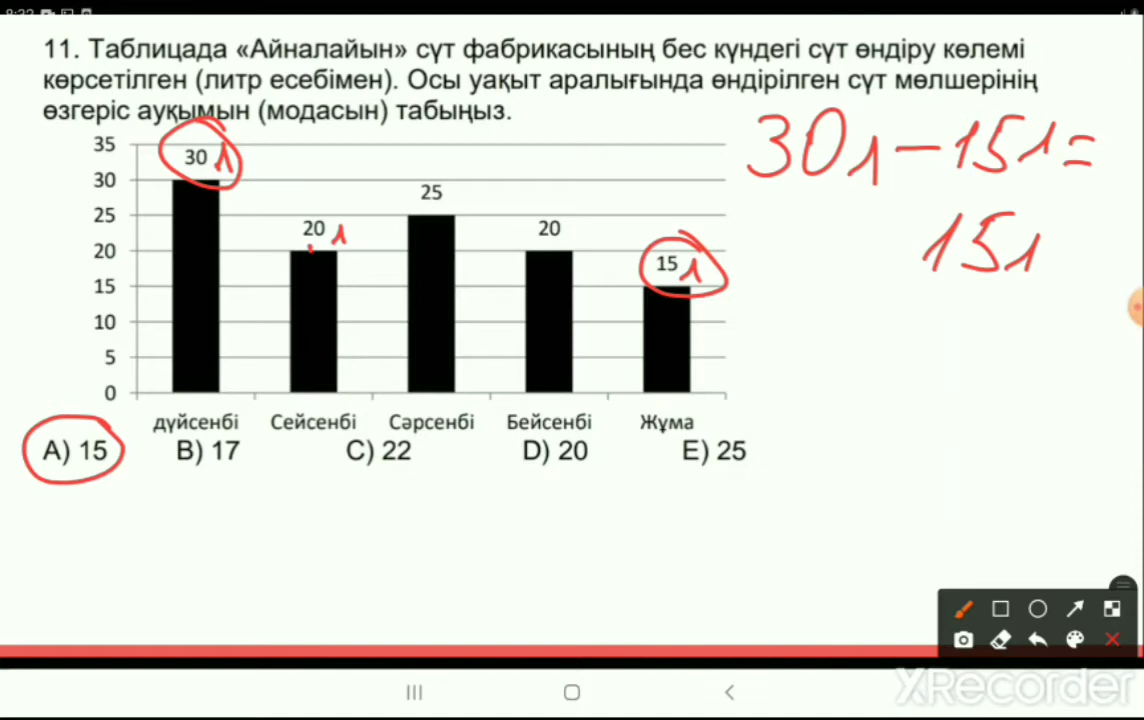 11. Таблицада «Айналайын» сүт фабрикасының бес күндегі сүт өндіру көлемі
көрсетілген (литр есебімен). Осы уақыт аралығында өндірілген сүт мөлшерінің
өзгеріс ауқымын (модасын) табыңыз.
30л – 15л =
15л
35
30
25
20
15
10
5
0
30 л
20 л
25
20
15 л
дүйсенбі Сейсенбі Сәрсенбі Бейсенбі Жұма
A) 15 B) 17 C) 22 D) 20 E) 25
XRecorder